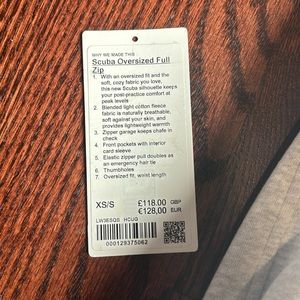 WHY WE MADE THIS
Scuba Oversized Full
Zip
1. With an oversized fit and the
soft, cozy fabric you love,
this new Scuba silhouette keeps
your post-practice comfort at
peak levels
2. Blended light cotton fleece
fabric is naturally breathable,
soft against your skin, and
provides lightweight warmth
3. Zipper garage keeps chafe in
check
4. Front pockets with interior
card sleeve
5. Elastic zipper pull doubles as
an emergency hair tie
6. Thumbholes
7. Oversized fit, waist length
XS/S
£118.00 GBP
€128,00 EUR
LW3ESQS HCUG
000129375062